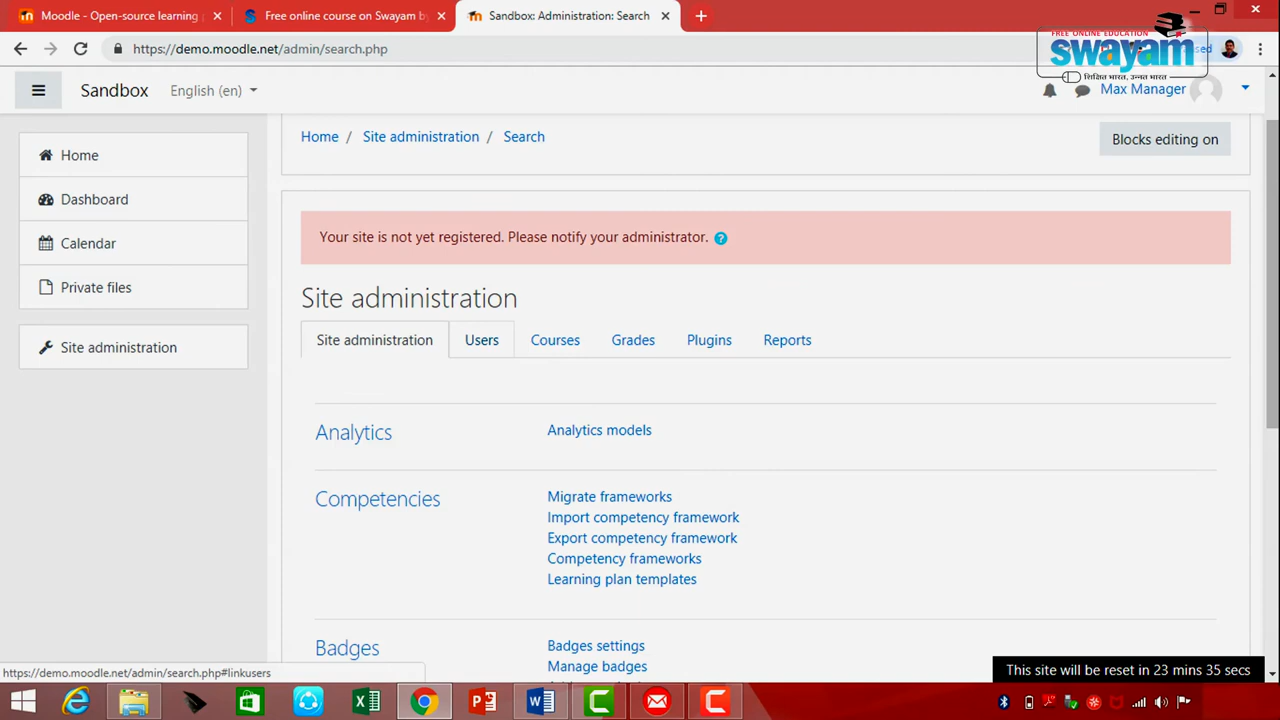 Moodle - Open-source learning
Free online course on Swayam by
Sandbox: Administration: Search
https://demo.moodle.net/admin/search.php
FREE ONLINE EDUCATION
swayam
शिक्षित भारत, उन्नत भारत
Sandbox
English (en)
Max Manager
Home
Dashboard
Calendar
Private files
Site administration
Home / Site administration / Search
Blocks editing on
Your site is not yet registered. Please notify your administrator.
Site administration
Site administration Users Courses Grades Plugins Reports
Analytics
Analytics models
Competencies
Migrate frameworks
Import competency framework
Export competency framework
Competency frameworks
Learning plan templates
Badges
Badges settings
Manage badges
https://demo.moodle.net/admin/search.php#linkusers
This site will be reset in 23 mins 35 secs